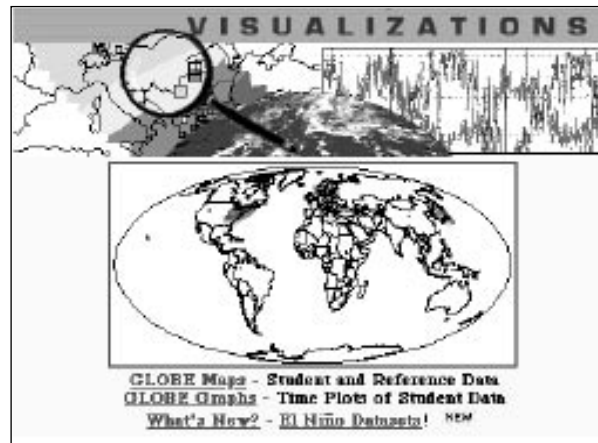 VISUALIZATIONS
GLOBE Maps - Student and Reference Data
GLOBE Graphs - Time Plots of Student Data
What's New? - El Niño Datasets! NEW